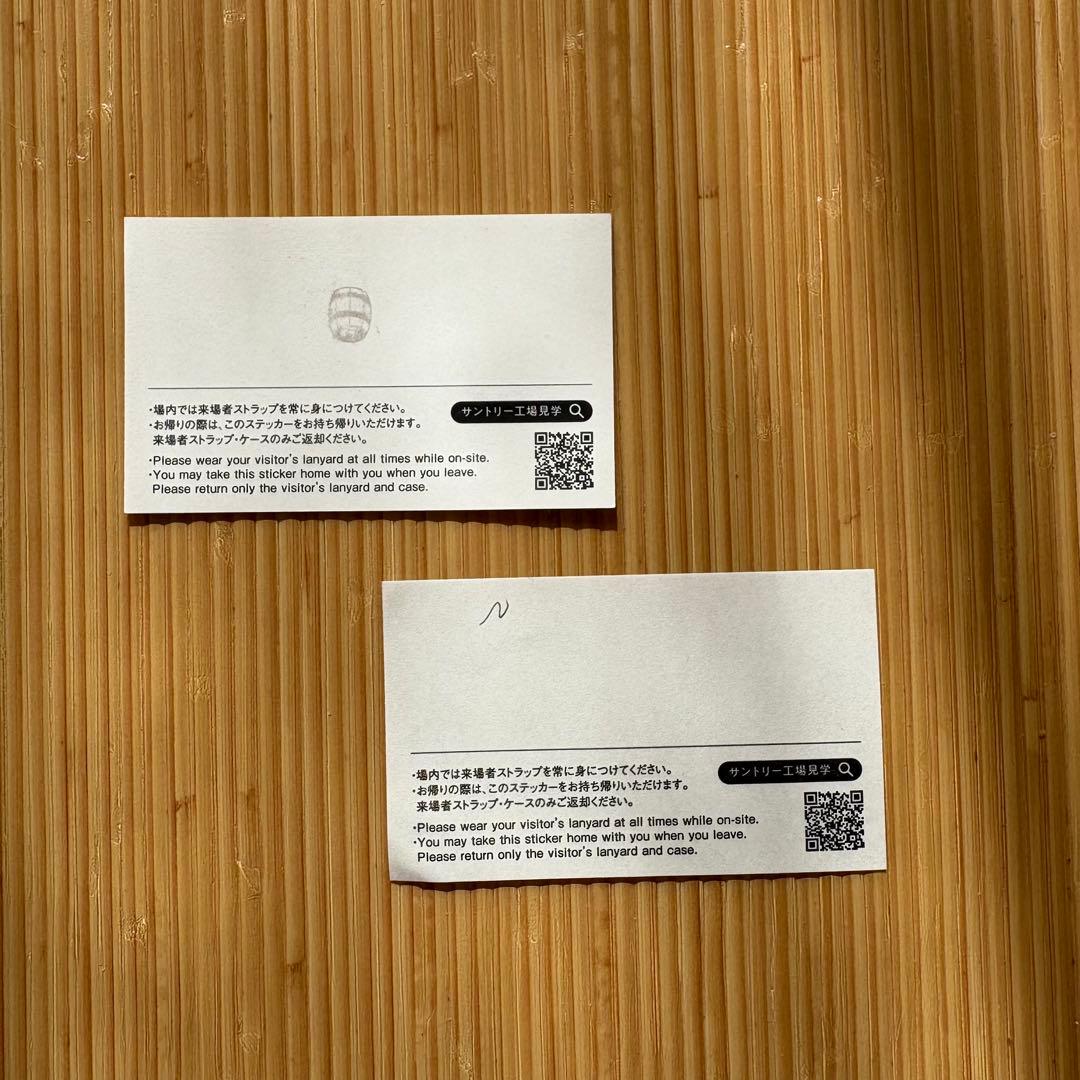 ・場内では来場者ストラップを常に身につけてください。
・お帰りの際は、このステッカーをお持ち帰りいただけます。
来場者ストラップ・ケースのみご返却ください。
サントリー工場見学
・Please wear your visitor's lanyard at all times while on-site.
・You may take this sticker home with you when you leave.
Please return only the visitor's lanyard and case.
・場内では来場者ストラップを常に身につけてください。
・お帰りの際は、このステッカーをお持ち帰りいただけます。
来場者ストラップ・ケースのみご返却ください。
サントリー工場見学
・Please wear your visitor's lanyard at all times while on-site.
・You may take this sticker home with you when you leave.
Please return only the visitor's lanyard and case.